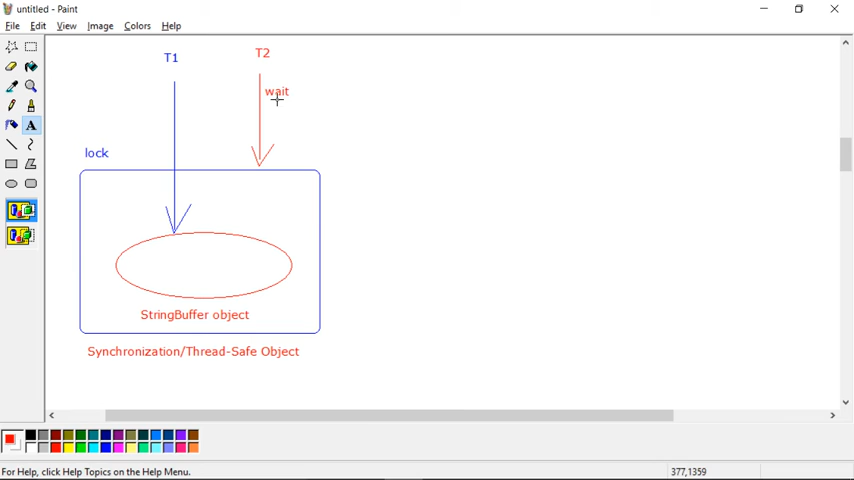 untitled - Paint
File Edit View Image Colors Help
T1
T2
wait
lock
StringBuffer object
Synchronization/Thread-Safe Object
A
For Help, click Help Topics on the Help Menu.
377,1359